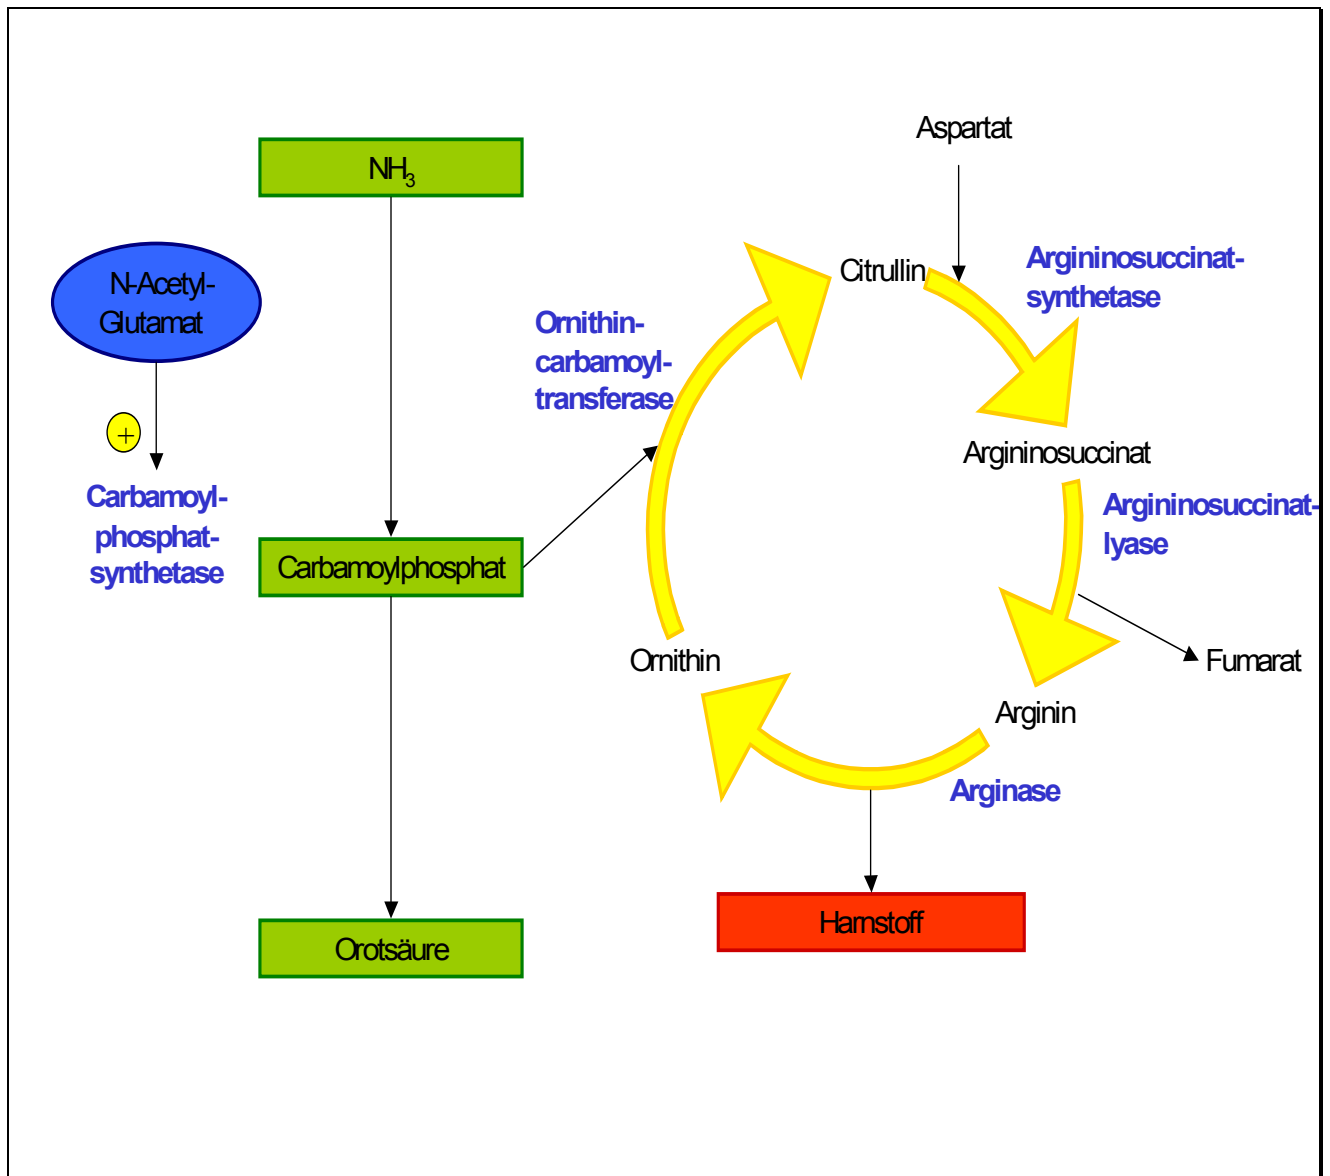 NH3
N-Acetyl-
Glutamat
+
Carbamoyl-
phosphat-
synthetase
Carbamoylphosphat
Orotsäure
Aspartat
Citrullin
Argininosuccinat-
synthetase
Ornithin-
carbamoyl-
transferase
Argininosuccinat
Argininosuccinat-
lyase
Ornithin
Fumarat
Arginin
Arginase
Harnstoff